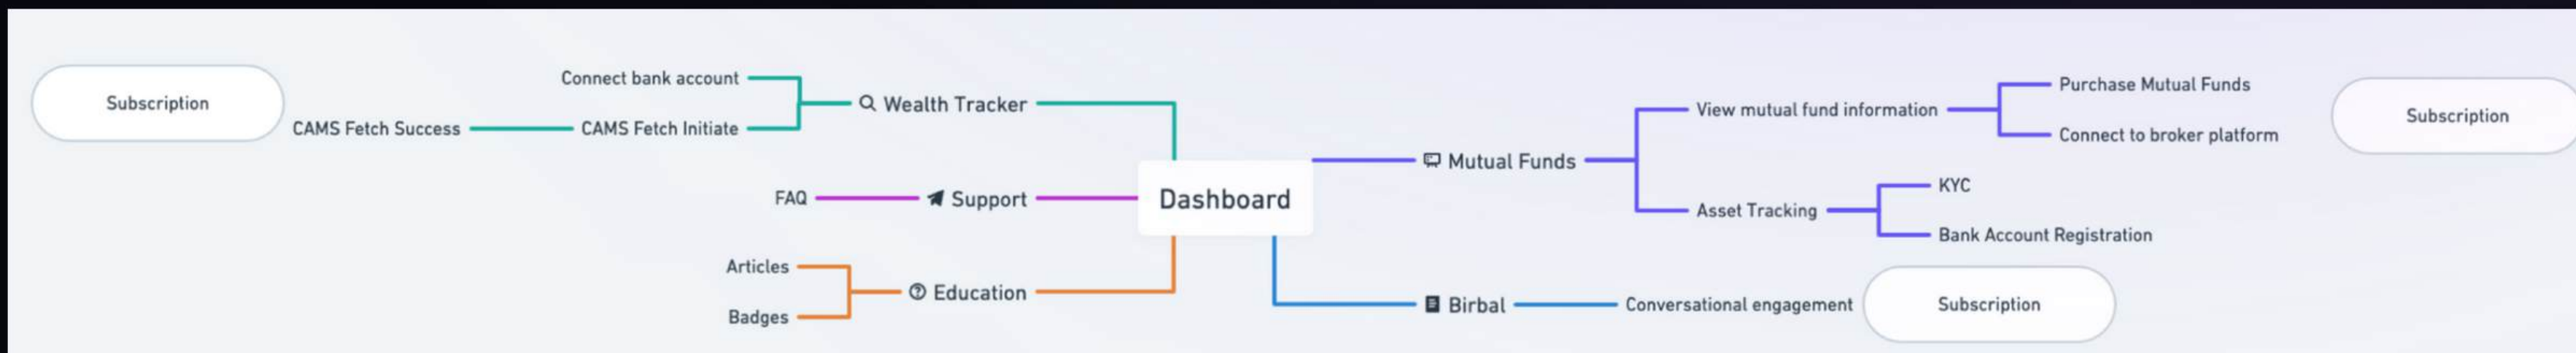 Subscription
Connect bank account
CAMS Fetch Success
CAMS Fetch Initiate
Wealth Tracker
FAQ
Support
Articles
Badges
Education
Dashboard
Mutual Funds
View mutual fund information
Purchase Mutual Funds
Connect to broker platform
Subscription
Asset Tracking
KYC
Bank Account Registration
Birbal
Conversational engagement
Subscription